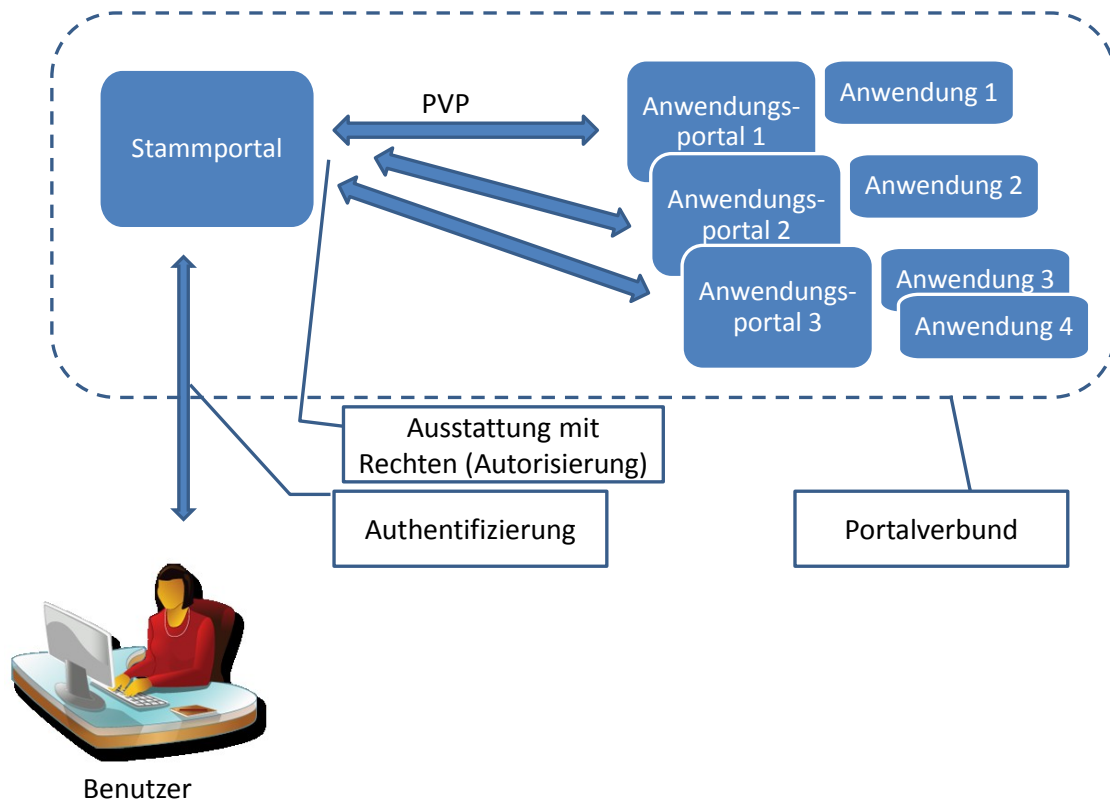 PVP
Stammportal
Anwendungs-
portal 1
Anwendung 1
Anwendungs-
portal 2
Anwendung 2
Anwendungs-
portal 3
Anwendung 3
Anwendung 4
Ausstattung mit
Rechten (Autorisierung)
Authentifizierung
Portalverbund
Benutzer